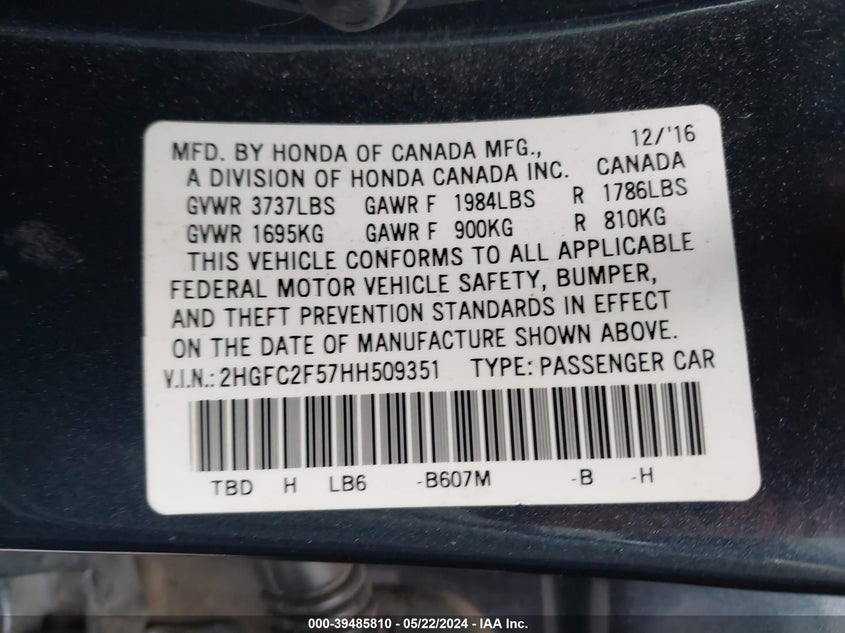 MFD. BY HONDA OF CANADA MFG., 12/'16
A DIVISION OF HONDA CANADA INC. CANADA
GVWR 3737LBS GAWR F 1984LBS R 1786LBS
GVWR 1695KG GAWR F 900KG R 810KG
THIS VEHICLE CONFORMS TO ALL APPLICABLE
FEDERAL MOTOR VEHICLE SAFETY, BUMPER,
AND THEFT PREVENTION STANDARDS IN EFFECT
ON THE DATE OF MANUFACTURE SHOWN ABOVE.
V.I.N.: 2HGFC2F57HH509351 TYPE: PASSENGER CAR
TBD H LB6 -B607M -B -H
000-39485810 - 05/22/2024 - IAA Inc.